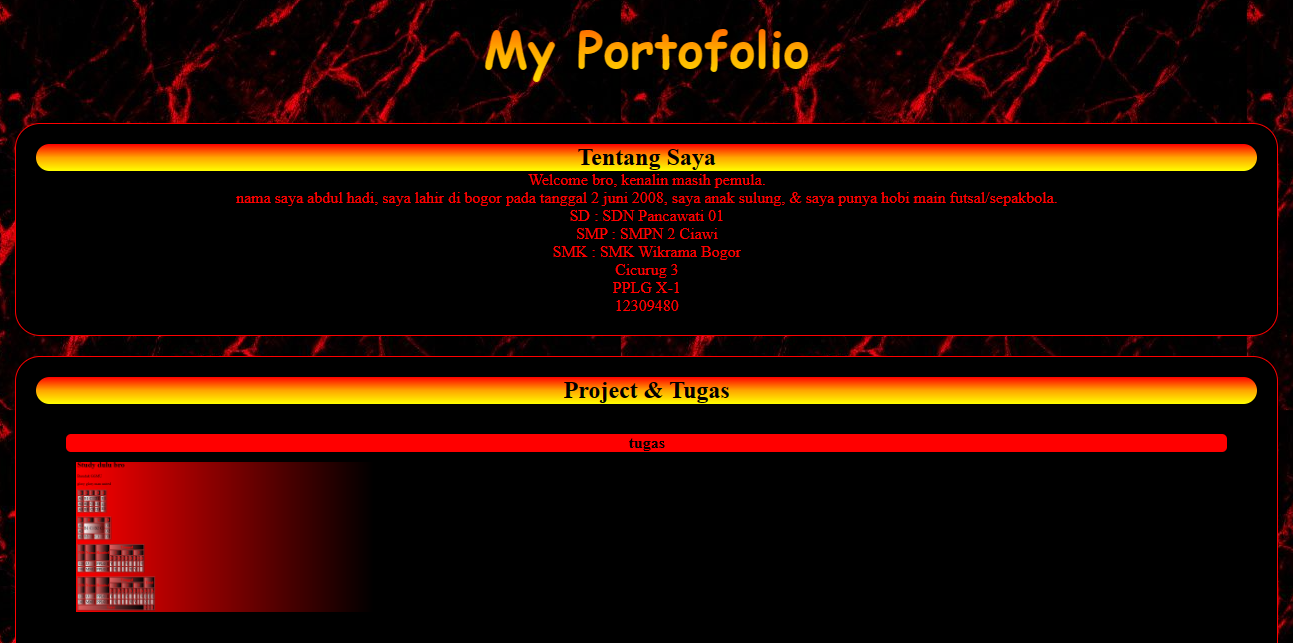 My Portofolio
Tentang Saya
Welcome bro, kenalin masih pemula.
nama saya abdul hadi, saya lahir di bogor pada tanggal 2 juni 2008, saya anak sulung, & saya punya hobi main futsal/sepakbola.
SD : SDN Pancawati 01
SMP : SMPN 2 Ciawi
SMK : SMK Wikrama Bogor
Cicurug 3
PPLG X-1
12309480
Project & Tugas
tugas
Study dulu bro